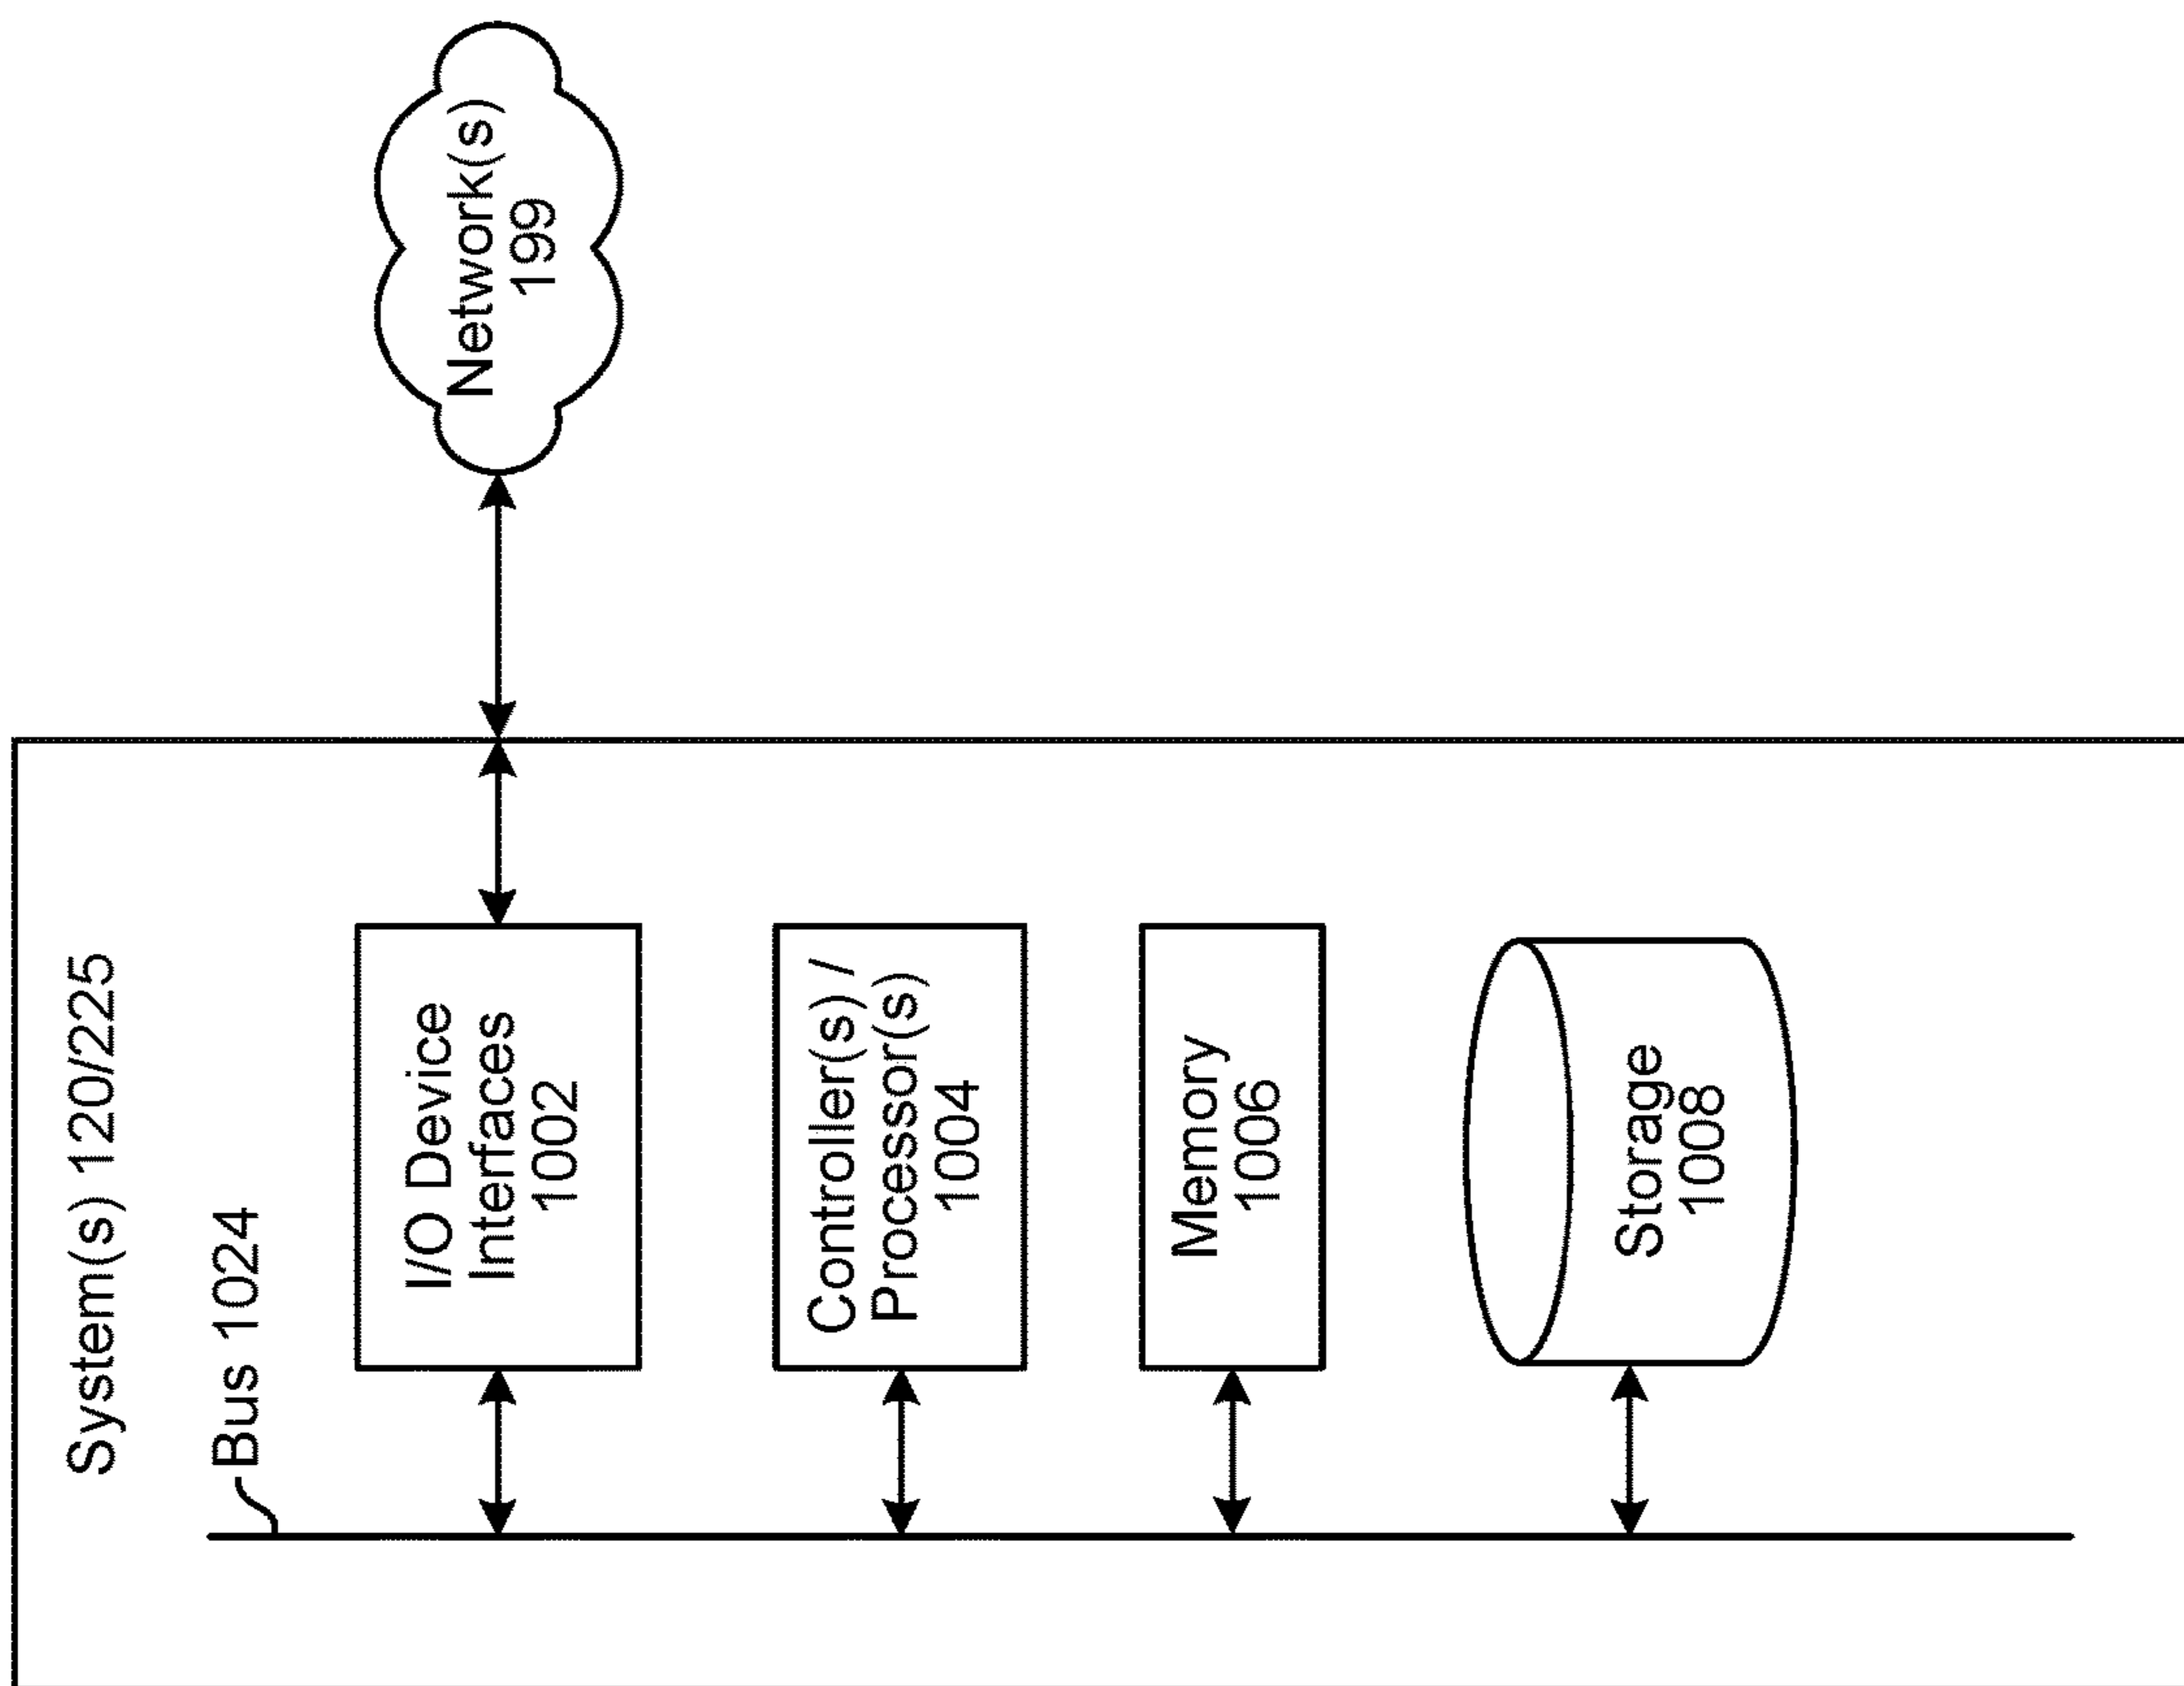 System(s) 120/225
Bus 1024
I/O Device
Interfaces
1002
Controller(s) /
Processor(s)
1004
Memory
1006
Storage
1008
Network(s)
199